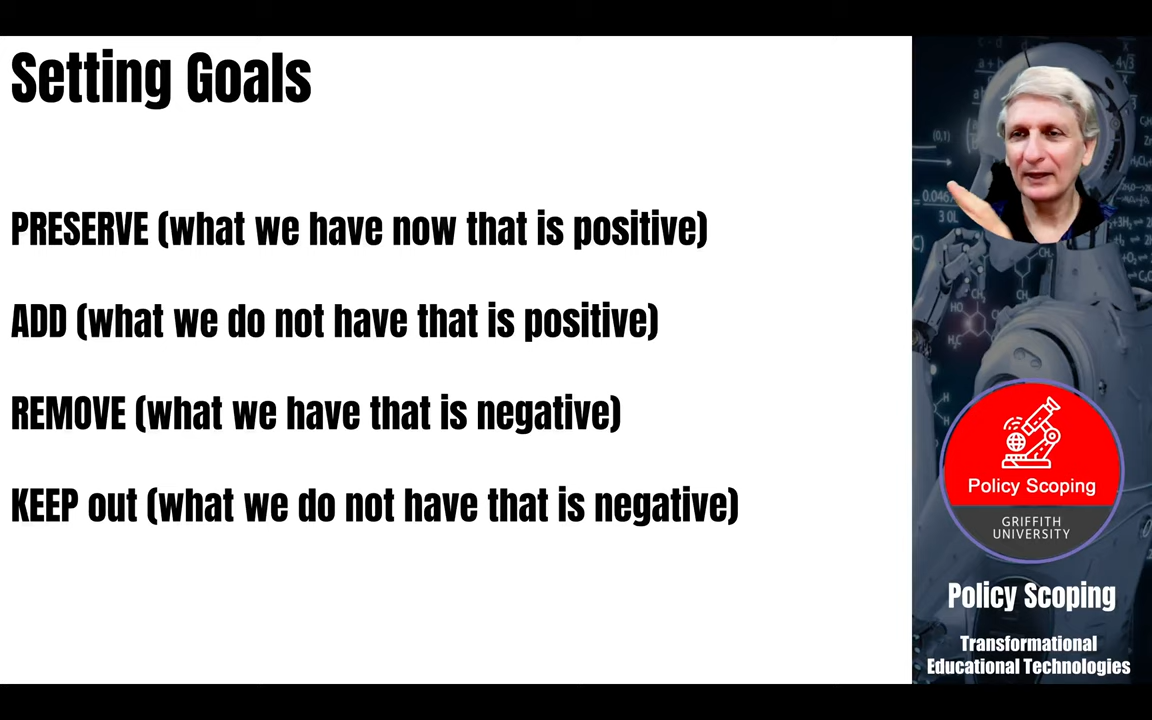 Setting Goals
PRESERVE (what we have now that is positive)
ADD (what we do not have that is positive)
REMOVE (what we have that is negative)
KEEP out (what we do not have that is negative)
Policy Scoping
GRIFFITH
UNIVERSITY
Policy Scoping
Transformational
Educational Technologies